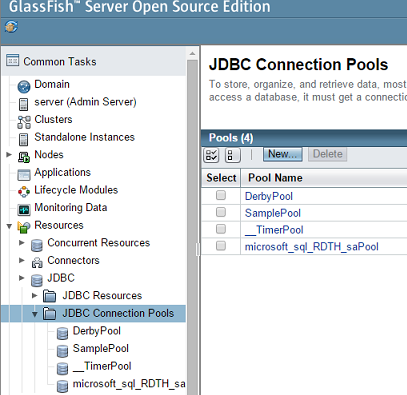 GlassFish™ Server Open Source Edition
Common Tasks
Domain
server (Admin Server)
Clusters
Standalone Instances
Nodes
Applications
Lifecycle Modules
Monitoring Data
Resources
Concurrent Resources
Connectors
JDBC
JDBC Resources
JDBC Connection Pools
DerbyPool
SamplePool
__TimerPool
microsoft_sql_RDTH_sa
JDBC Connection Pools
To store, organize, and retrieve data, most
access a database, it must get a connectio
Pools (4)
New... Delete
Select Pool Name
DerbyPool
SamplePool
__TimerPool
microsoft_sql_RDTH_saPool